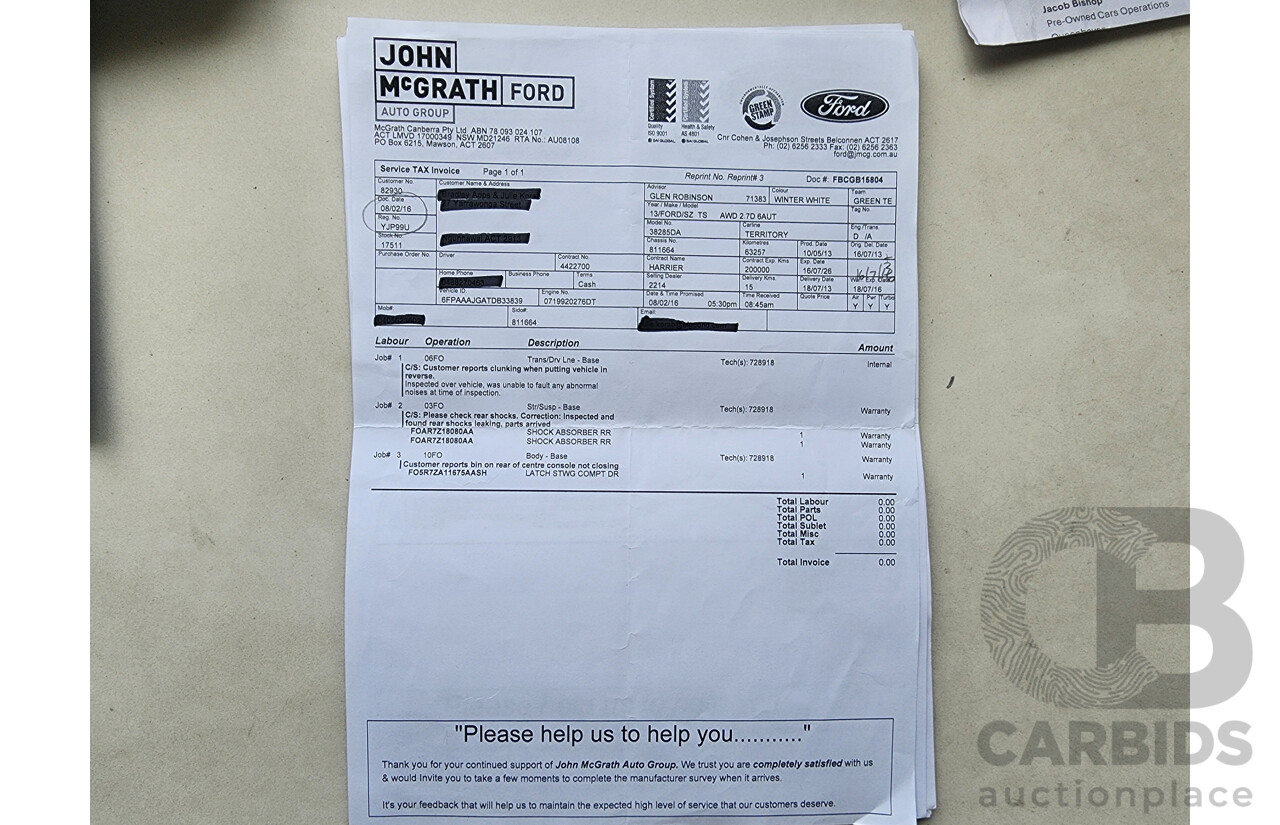 Jacob Bishop
Pre-Owned Cars Operations
JOHN
McGRATH FORD
AUTO GROUP
McGrath Canberra Pty Ltd ABN 78 093 024 107
ACT LMVD 17000349 NSW MD21246 RTA No.: AU08108
PO Box 6215, Mawson, ACT 2607
Certified System Certified System
Quality Health & Safety
ISO 9001 AS 4801
SAI GLOBAL SAI GLOBAL
GREEN STAMP
Ford
Cnr Cohen & Josephson Streets Belconnen ACT 2617
Ph: (02) 6256 2333 Fax: (02) 6256 2363
ford@jmcg.com.au
Service TAX Invoice Page 1 of 1 Reprint No. Reprint# 3 Doc #: FBCGB15804
Customer No. Customer Name & Address Advisor Colour Team
82930 GLEN ROBINSON 71383 WINTER WHITE GREEN TE
Doc. Date Year / Make / Model Tag No.
08/02/16 13/FORD/SZ TS AWD 2.7D 6AUT
Reg. No. Model No. Carline Eng./Trans.
YJP99U 38285DA TERRITORY D /A
Stock No. Chassis No. Kilometres Prod. Date Orig. Del. Date
17511 811664 63257 10/05/13 16/07/13
Purchase Order No. Driver Contract No. Contract Name Contract Exp. Kms Exp. Date
4422700 HARRIER 200000 16/07/26
Home Phone Business Phone Terms Selling Dealer Delivery Kms. Delivery Date
Cash 2214 15 18/07/13 18/07/16
Vehicle ID. Engine No. Date & Time Promised Time Received Quote Price Air Pwr Turbo
6FPAAAJGATDB33839 0719920276DT 08/02/16 05:30pm 08:45am Y Y Y
Mob# Sids#: Email:
811664
Labour Operation Description Amount
Job# 1 06FO Trans/Drv Lne - Base Tech(s): 728918 Internal
C/S: Customer reports clunking when putting vehicle in
reverse.
Inspected over vehicle, was unable to fault any abnormal
noises at time of inspection.
Job# 2 03FO Str/Susp - Base Tech(s): 728918 Warranty
C/S: Please check rear shocks. Correction: Inspected and
found rear shocks leaking, parts arrived
FOAR7Z18080AA SHOCK ABSORBER RR 1 Warranty
FOAR7Z18080AA SHOCK ABSORBER RR 1 Warranty
Job# 3 10FO Body - Base Tech(s): 728918 Warranty
Customer reports bin on rear of centre console not closing
FO5R7ZA11675AASH LATCH STWG COMPT DR 1 Warranty
Total Labour 0.00
Total Parts 0.00
Total POL 0.00
Total Sublet 0.00
Total Misc 0.00
Total Tax 0.00
Total Invoice 0.00
"Please help us to help you..........."
Thank you for your continued support of John McGrath Auto Group. We trust you are completely satisfied with us
& would Invite you to take a few moments to complete the manufacturer survey when it arrives.
It's your feedback that will help us to maintain the expected high level of service that our customers deserve.
CB
CARBIDS
auctionplace